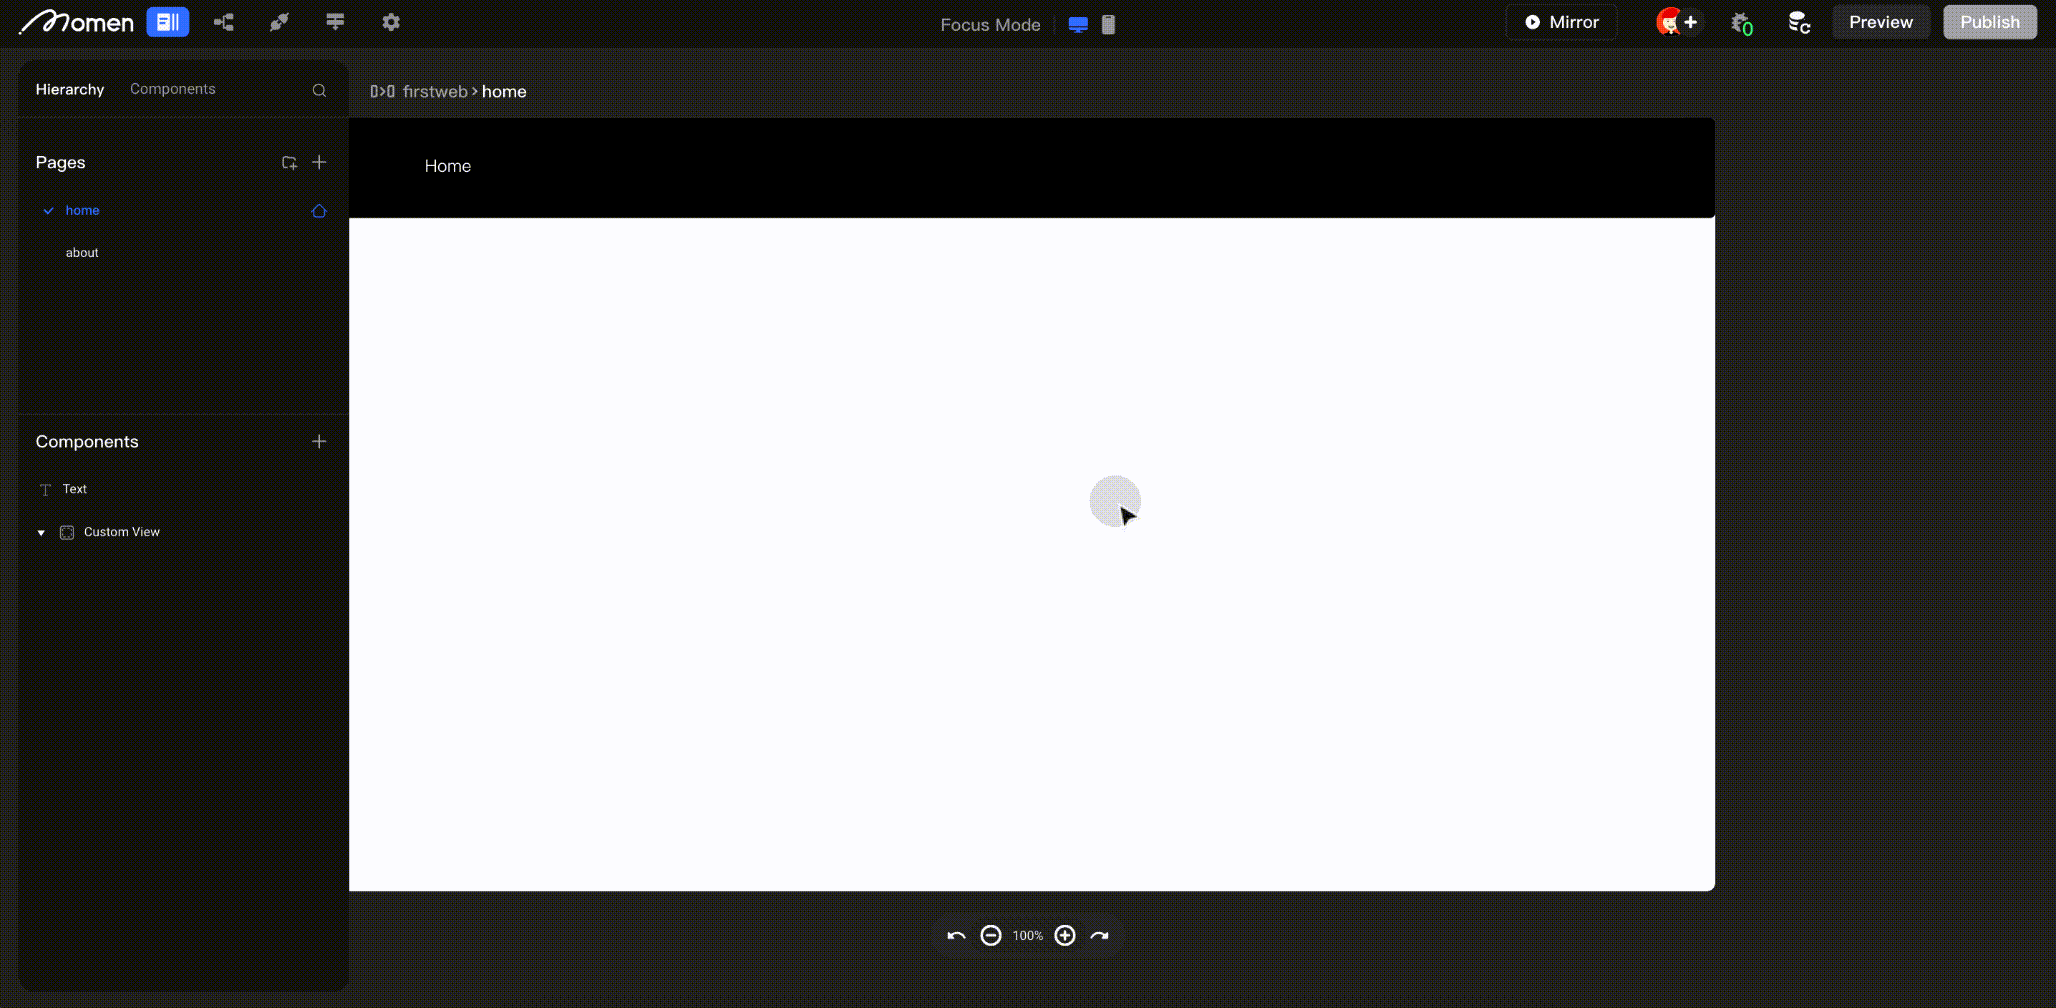 Momen
Focus Mode
Mirror
0
Preview
Publish
Hierarchy
Components
firstweb > home
Pages
home
about
Components
Text
Custom View
Home
100%